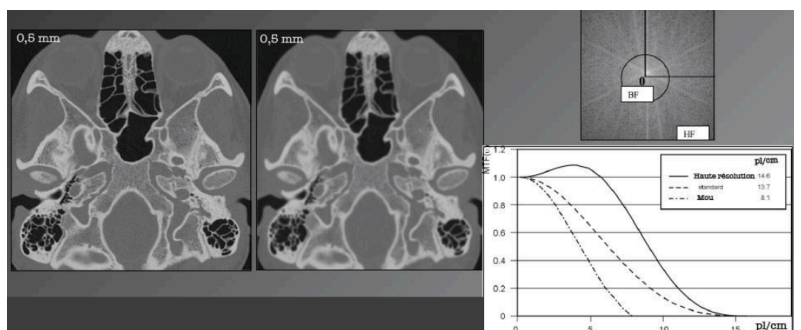 0,5 mm
0,5 mm
0
BF
HF
MTF(υ)
pl/cm
Haute résolution 14.6
standard 13.7
Mou 8.1
1.2
1.0
0.8
0.6
0.4
0.2
0
0
5
10
15
pl/cm